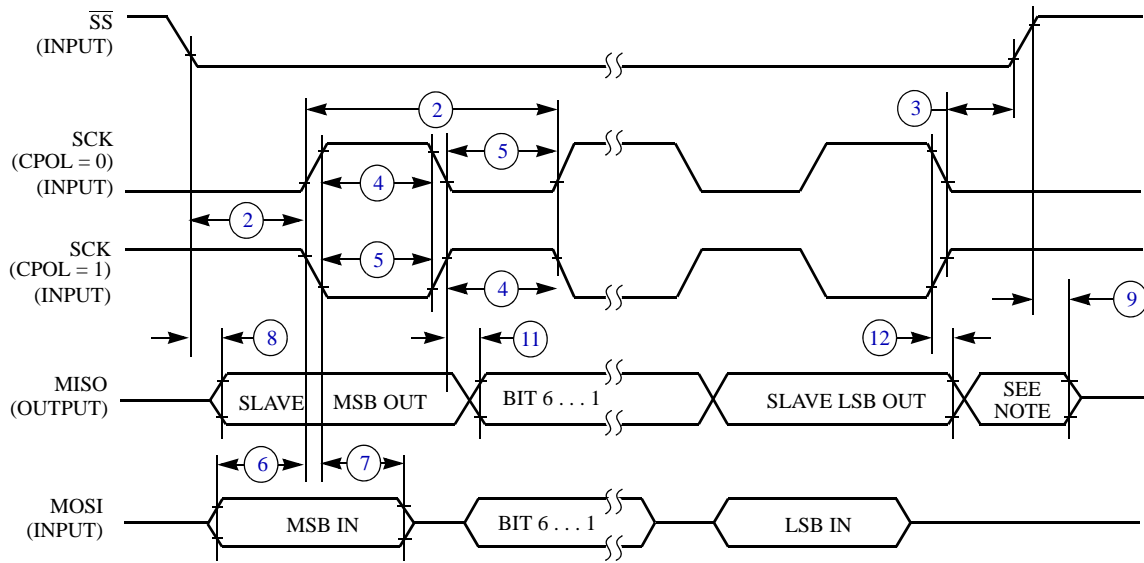 SS
(INPUT)
2
3
SCK
(CPOL = 0)
(INPUT)
5
4
2
SCK
(CPOL = 1)
(INPUT)
5
4
9
8
11
12
MISO
(OUTPUT)
SLAVE
MSB OUT
BIT 6 . . . 1
SLAVE LSB OUT
SEE
NOTE
6
7
MOSI
(INPUT)
MSB IN
BIT 6 . . . 1
LSB IN